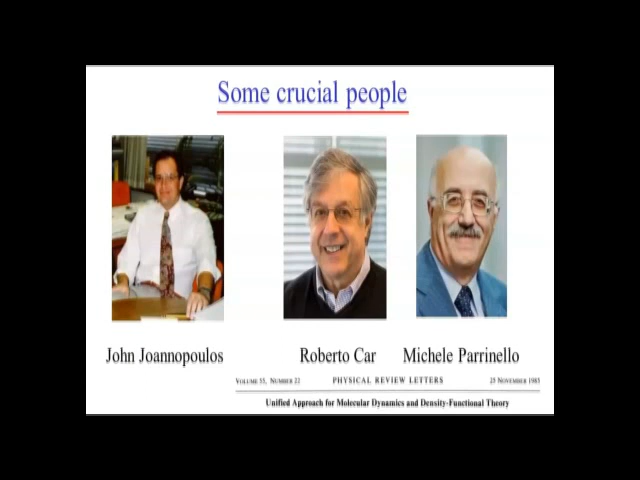 Some crucial people
John Joannopoulos
Roberto Car
Michele Parrinello
VOLUME 55, NUMBER 22 PHYSICAL REVIEW LETTERS 25 NOVEMBER 1985
Unified Approach for Molecular Dynamics and Density-Functional Theory